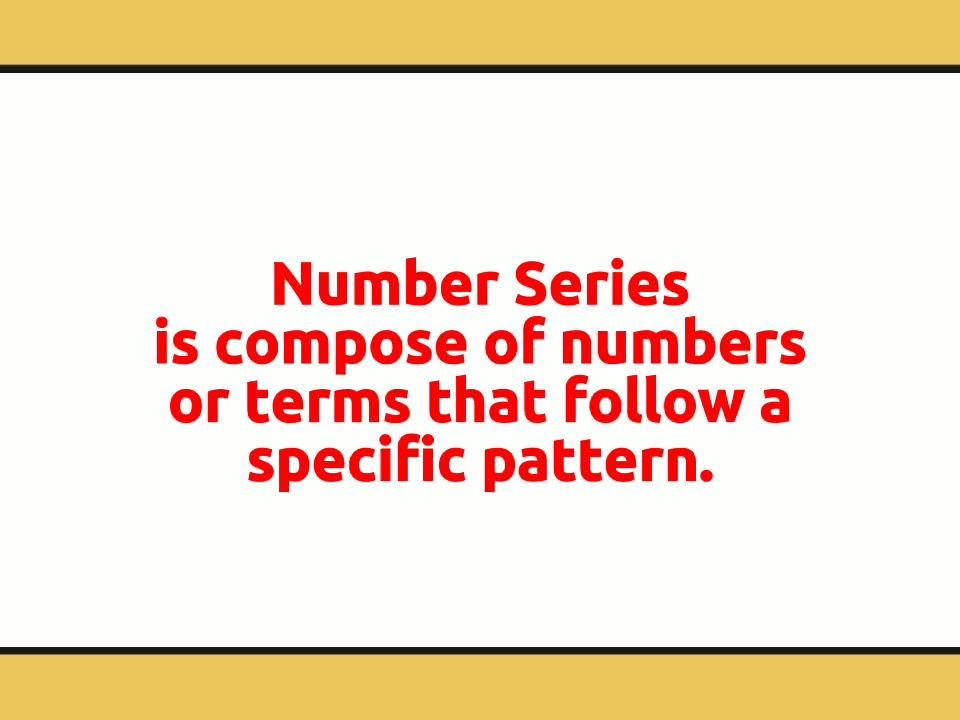 Number Series
is compose of numbers
or terms that follow a
specific pattern.